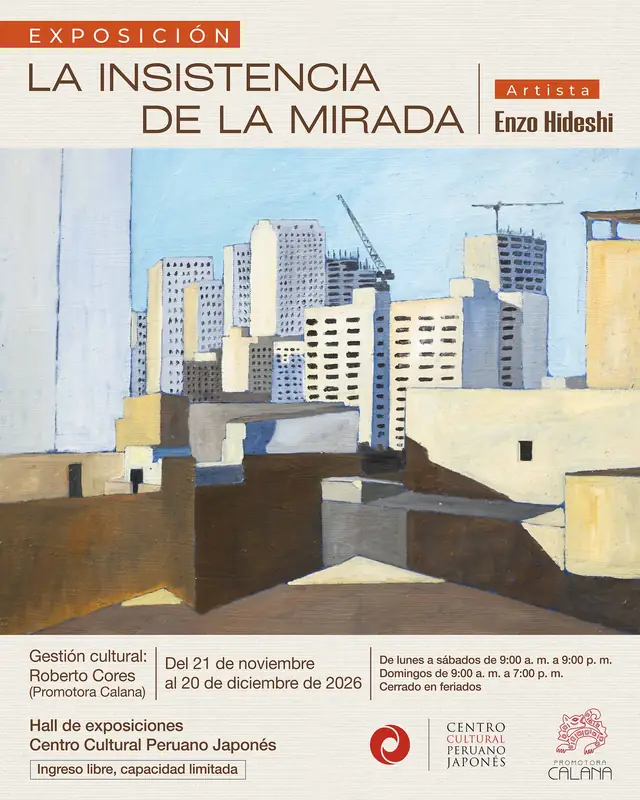 EXPOSICIÓN
LA INSISTENCIA
DE LA MIRADA
Artista
Enzo Hideshi
Gestión cultural:
Roberto Cores
(Promotora Calana)
Del 21 de noviembre
al 20 de diciembre de 2026
De lunes a sábados de 9:00 a. m. a 9:00 p. m.
Domingos de 9:00 a. m. a 7:00 p. m.
Cerrado en feriados
Hall de exposiciones
Centro Cultural Peruano Japonés
Ingreso libre, capacidad limitada
CENTRO
CULTURAL
PERUANO
JAPONÉS
PROMOTORA
CALANA